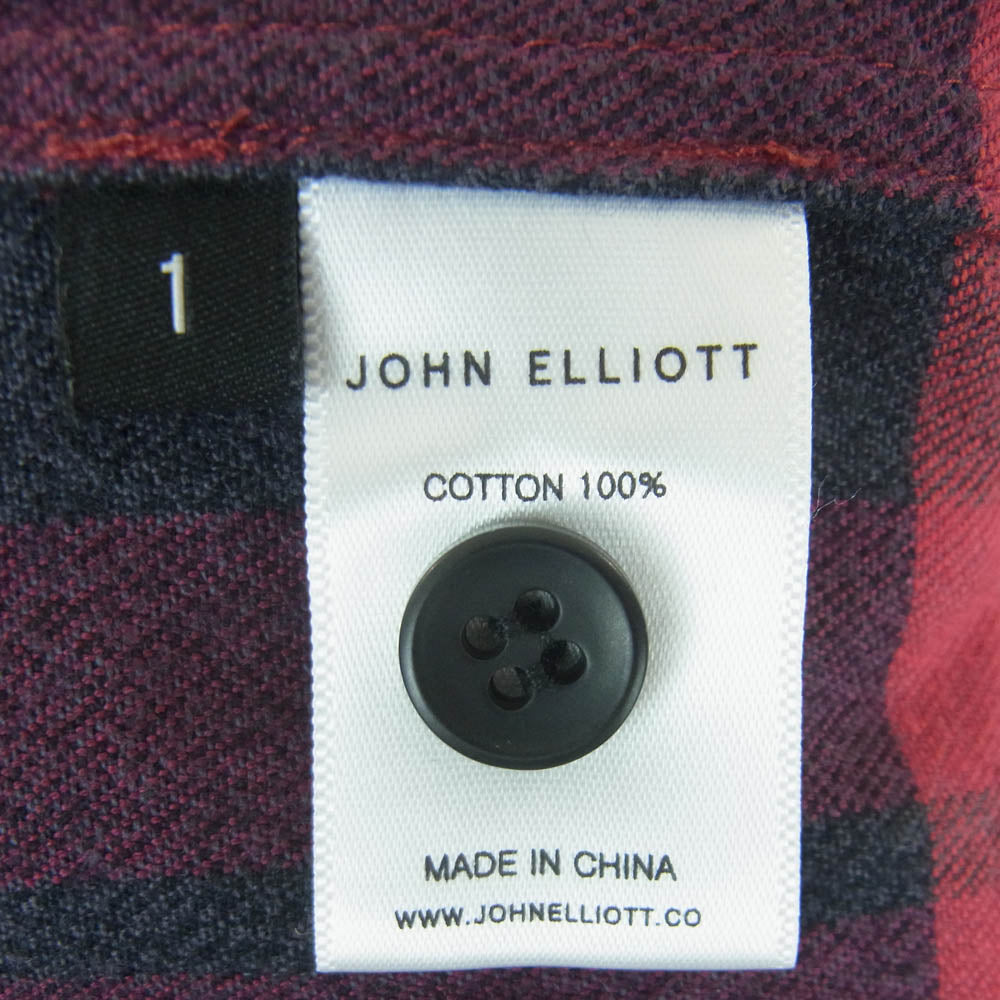 1
JOHN ELLIOTT
COTTON 100%
MADE IN CHINA
WWW.JOHNELLIOTT.CO